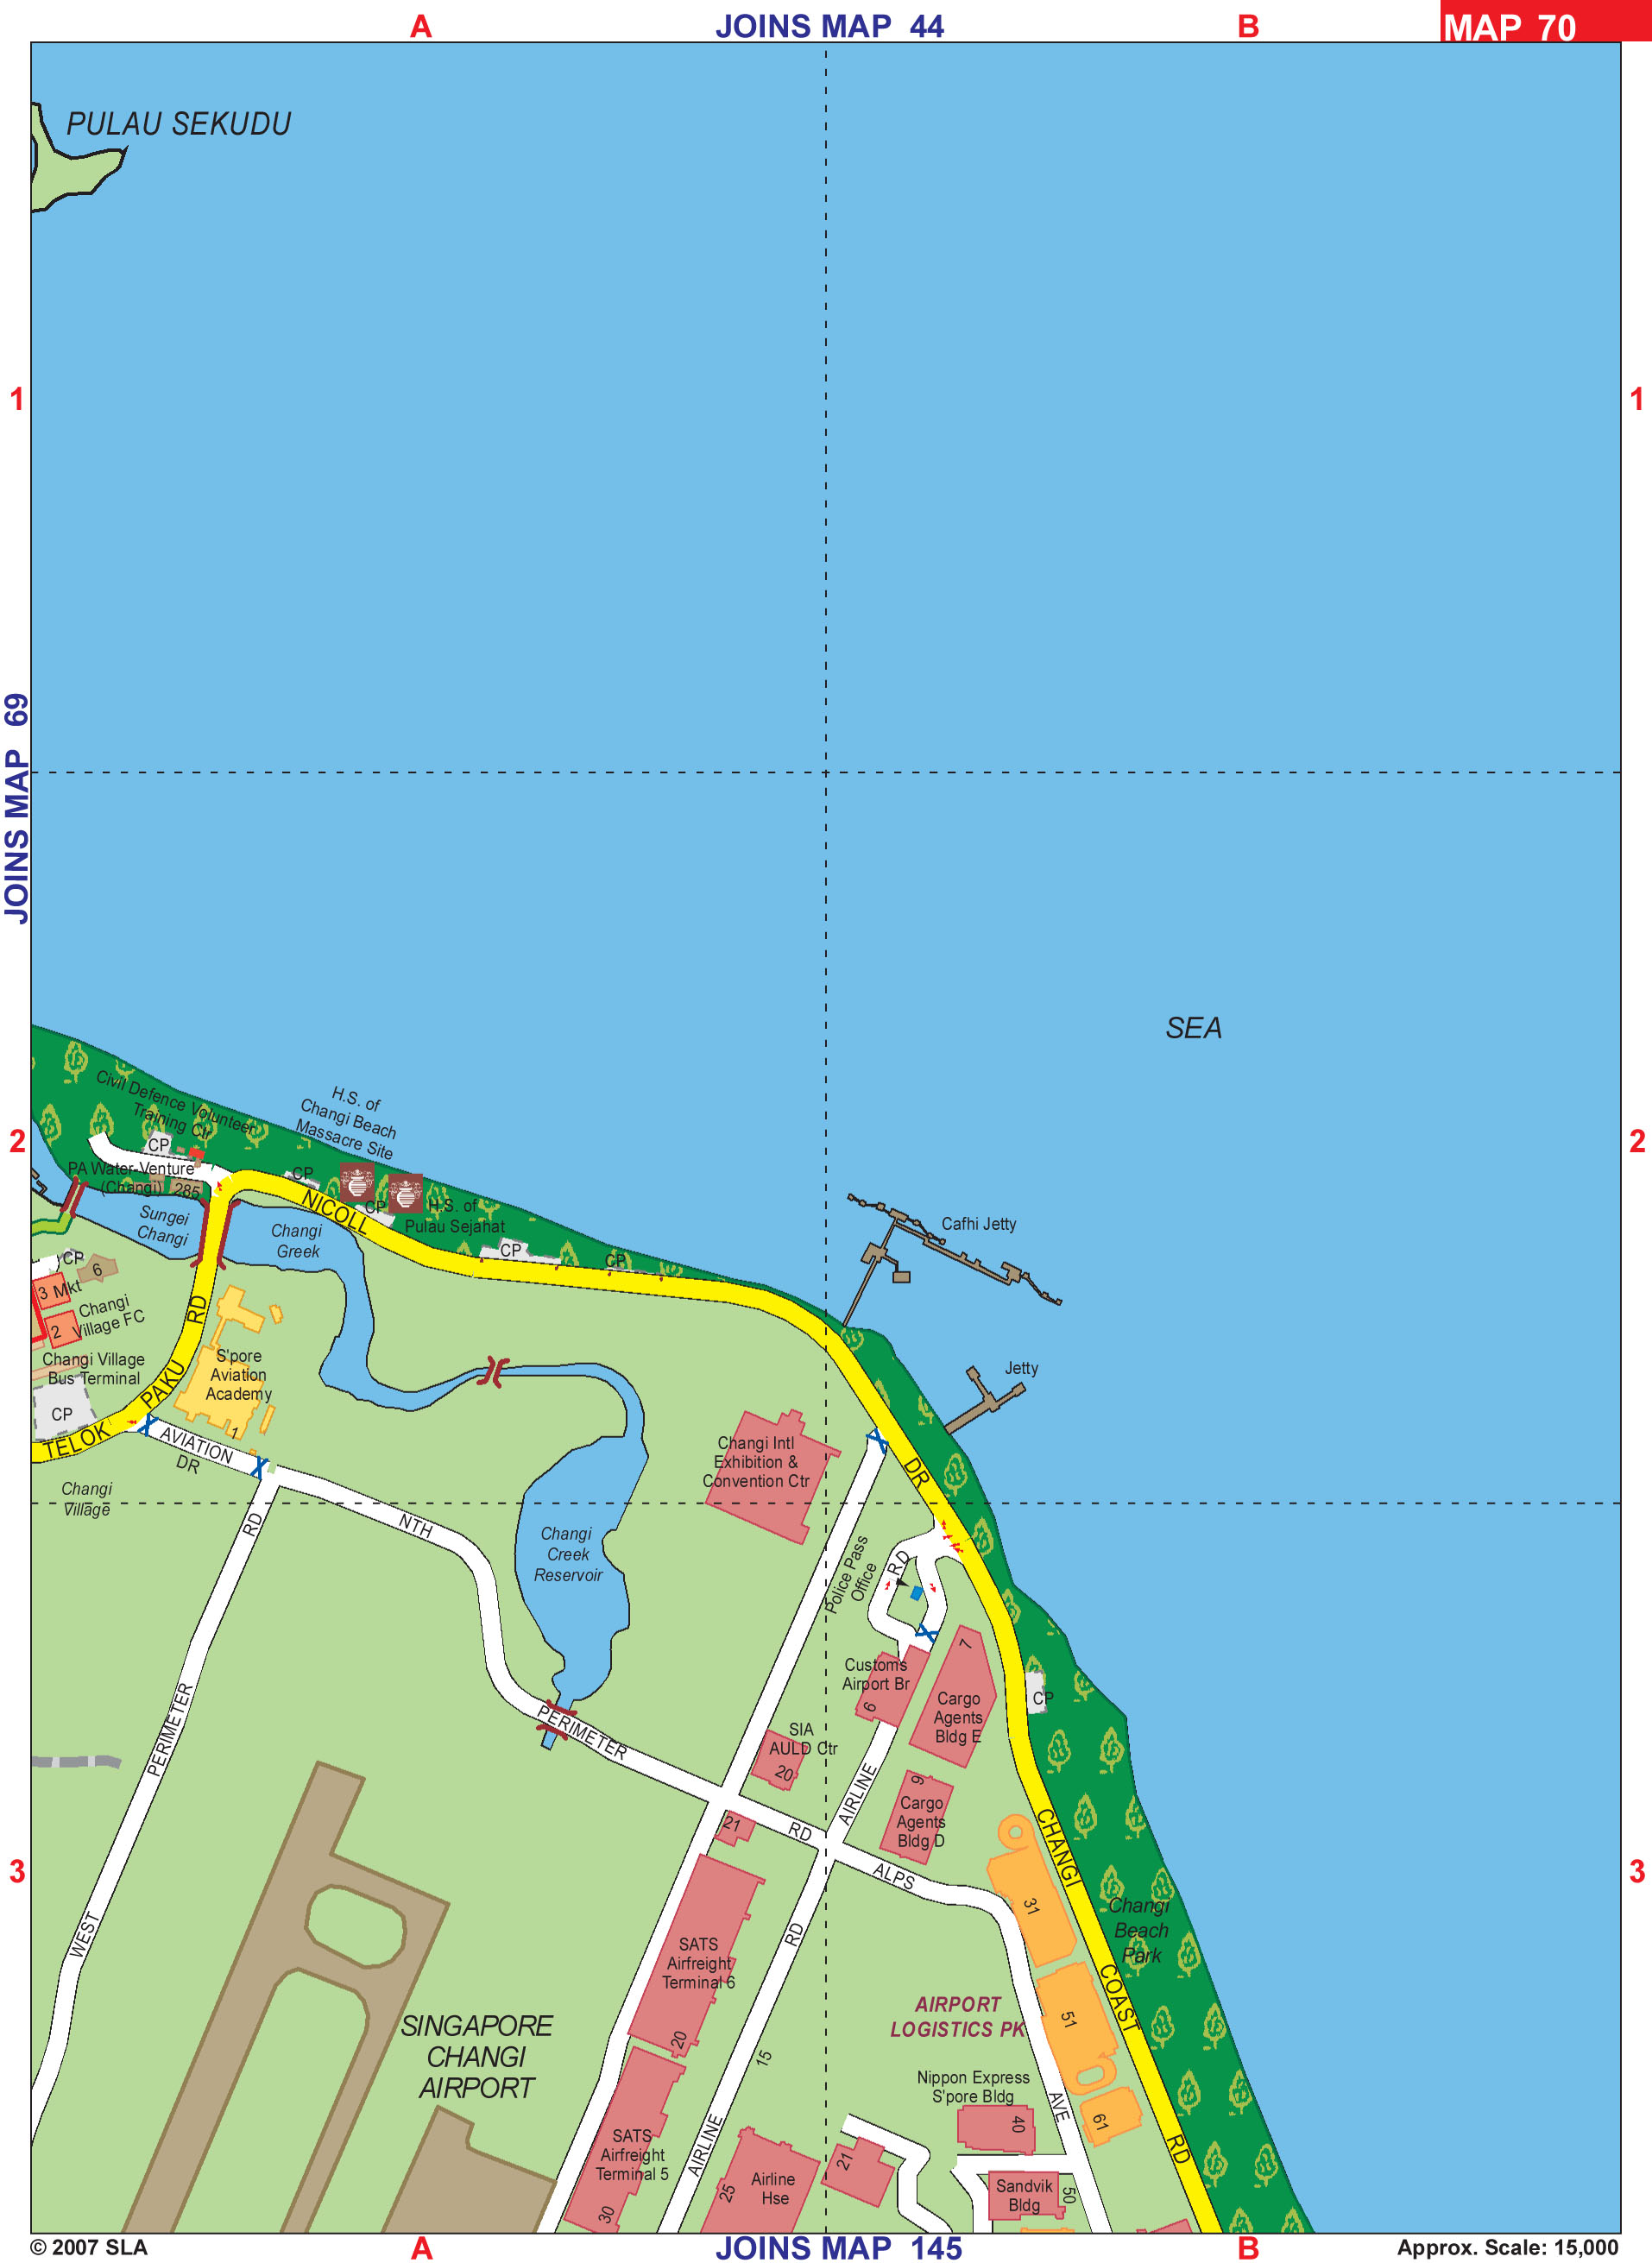 A
JOINS MAP 44
B
MAP 70
PULAU SEKUDU
1
1
JOINS MAP 69
SEA
2
2
Civil Defence Volunteer
Training Ctr
H.S. of
Changi Beach
Massacre Site
CP
PA Water-Venture
(Changi)
285
CP
CP
H.S. of
Pulau Sejahat
NICOLL
Sungei
Changi
Changi
Greek
CP
CP
Cafhi Jetty
CP
6
3 Mkt
2
Changi
Village FC
RD
Changi Village
Bus Terminal
S'pore
Aviation
Academy
1
Jetty
PAKU
CP
TELOK
AVIATION
DR
Changi
Village
Changi Intl
Exhibition &
Convention Ctr
DR
RD
NTH
Changi
Creek
Reservoir
Police Pass
Office
RD
7
Customs
Airport Br
6
CP
Cargo
Agents
Bldg E
PERIMETER
PERIMETER
SIA
AULD Ctr
20
AIRLINE
9
Cargo
Agents
Bldg D
21
RD
CHANGI
3
3
ALPS
31
Changi
Beach
Park
WEST
RD
SATS
Airfreight
Terminal 6
20
COAST
AIRPORT
LOGISTICS PK
51
SINGAPORE
CHANGI
AIRPORT
15
Nippon Express
S'pore Bldg
40
AVE
61
SATS
Airfreight
Terminal 5
30
AIRLINE
RD
21
Airline
Hse
25
Sandvik
Bldg
50
© 2007 SLA
A
JOINS MAP 145
B
Approx. Scale: 15,000